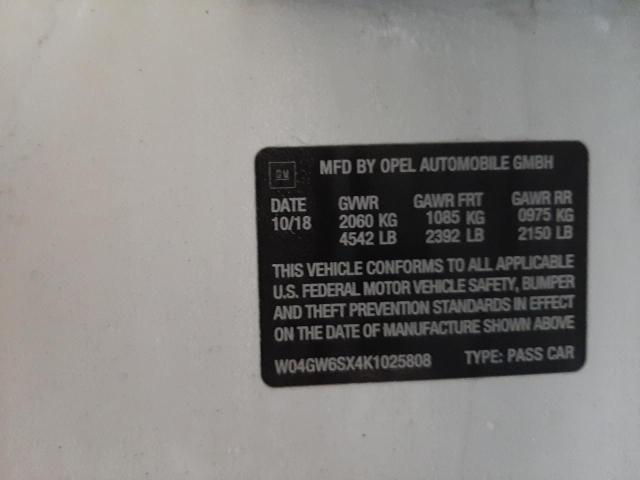 GM MFD BY OPEL AUTOMOBILE GMBH
DATE GVWR GAWR FRT GAWR RR
10/18 2060 KG 1085 KG 0975 KG
4542 LB 2392 LB 2150 LB
THIS VEHICLE CONFORMS TO ALL APPLICABLE
U.S. FEDERAL MOTOR VEHICLE SAFETY, BUMPER
AND THEFT PREVENTION STANDARDS IN EFFECT
ON THE DATE OF MANUFACTURE SHOWN ABOVE
W04GW6SX4K1025808 TYPE: PASS CAR